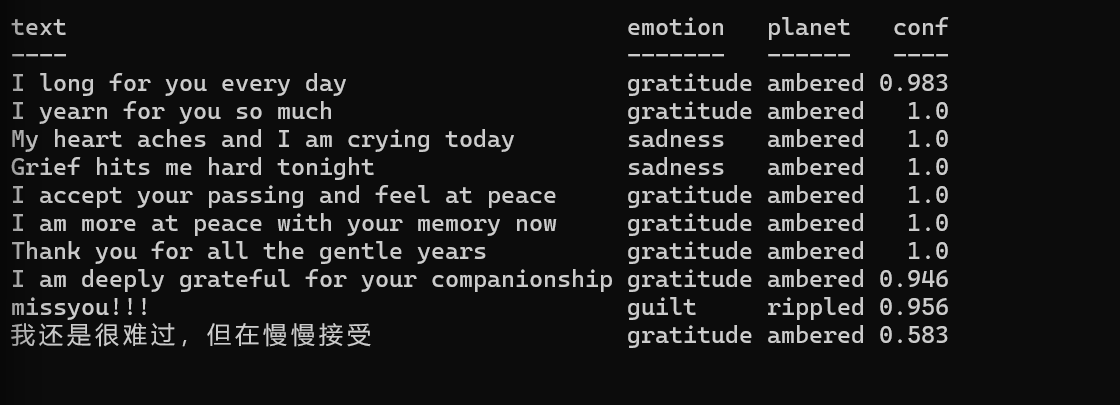 text emotion planet conf
---- ------- ------ ----
I long for you every day gratitude ambered 0.983
I yearn for you so much gratitude ambered 1.0
My heart aches and I am crying today sadness ambered 1.0
Grief hits me hard tonight sadness ambered 1.0
I accept your passing and feel at peace gratitude ambered 1.0
I am more at peace with your memory now gratitude ambered 1.0
Thank you for all the gentle years gratitude ambered 1.0
I am deeply grateful for your companionship gratitude ambered 0.946
missyou!!! guilt rippled 0.956
我还是很难过，但在慢慢接受 gratitude ambered 0.583